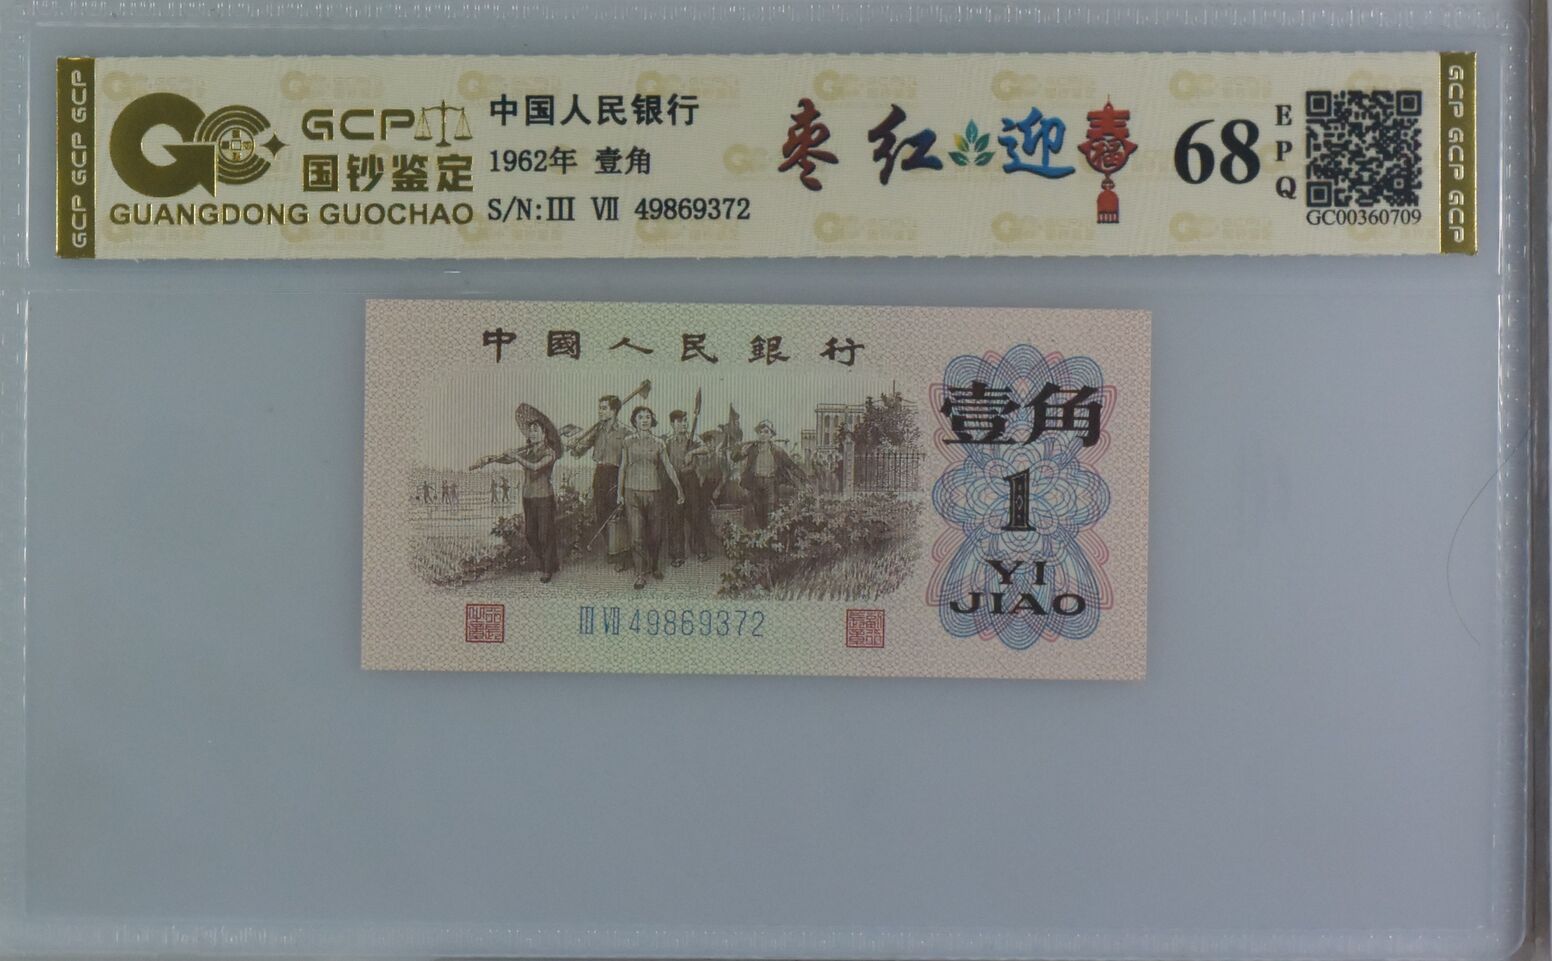 GCP GCP GCP
GCP
国钞鉴定
GUANGDONG GUOCHAO
中国人民银行
1962年 壹角
S/N:III VII 49869372
枣红迎春
福
68
EPQ
GC00360709
GCP GCP GCP
中國人民銀行
壹角
1
YI
JIAO
III VII 49869372